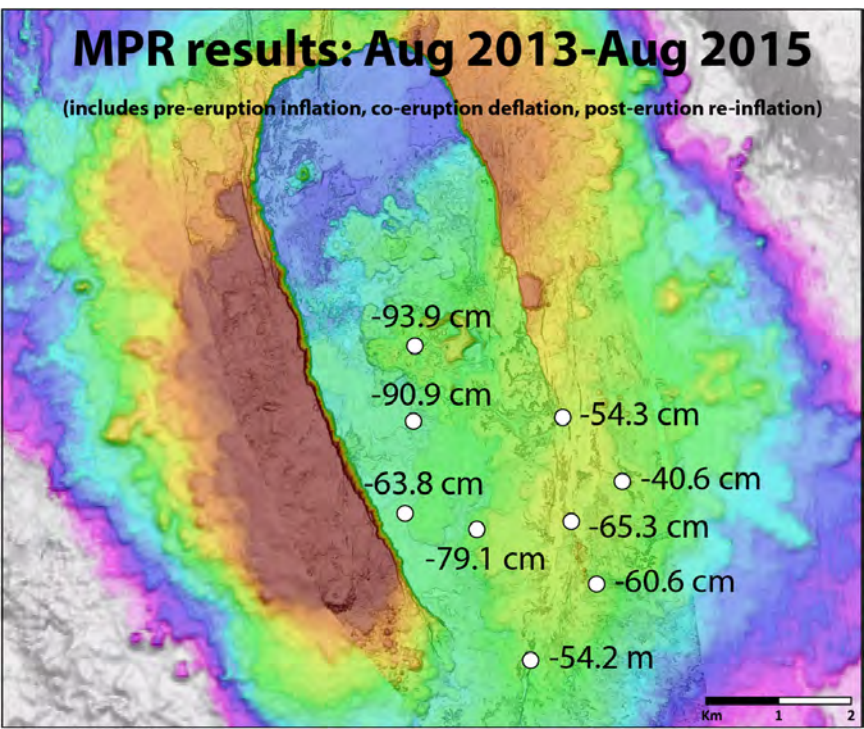 MPR results: Aug 2013-Aug 2015
(includes pre-eruption inflation, co-eruption deflation, post-erution re-inflation)
-93.9 cm
-90.9 cm
-54.3 cm
-63.8 cm
-40.6 cm
-65.3 cm
-79.1 cm
-60.6 cm
-54.2 m
Km 1 2